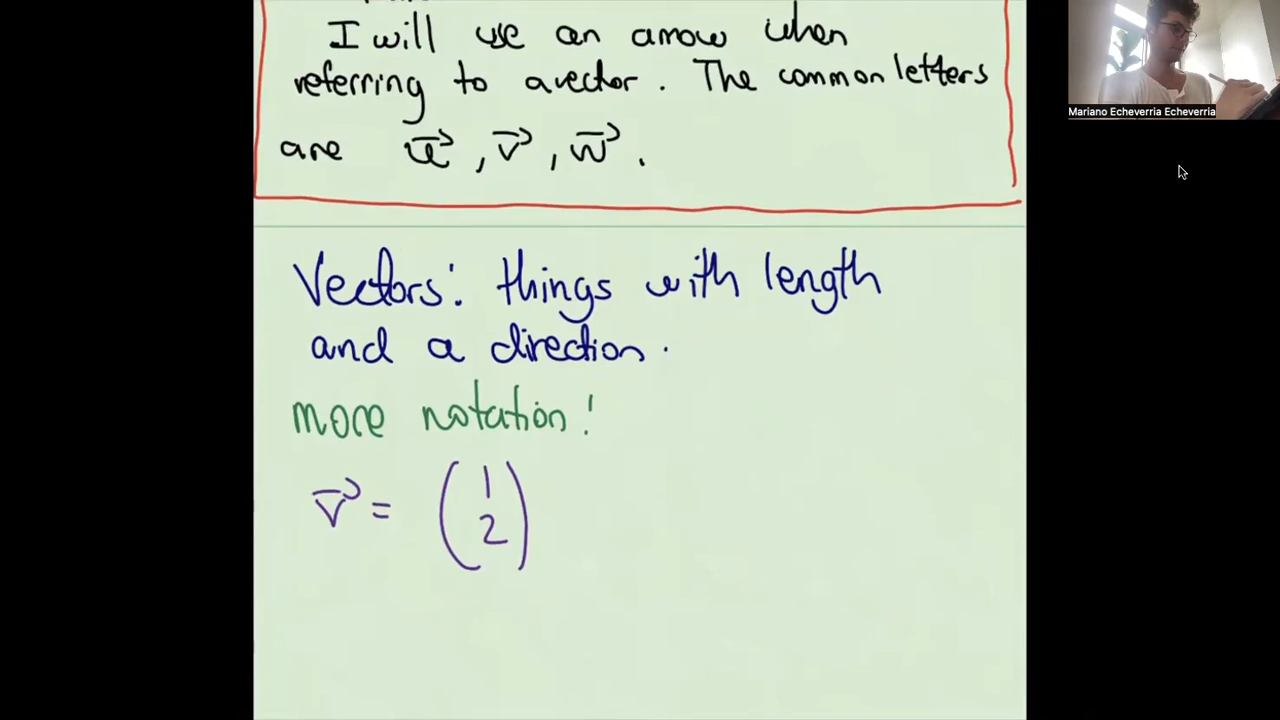 I will use an arrow when
referring to a vector. The common letters
are u⃗, v⃗, w⃗.
Vectors: things with length
and a direction.
more notation!
v⃗ = (1
2)
Mariano Echeverria Echeverria